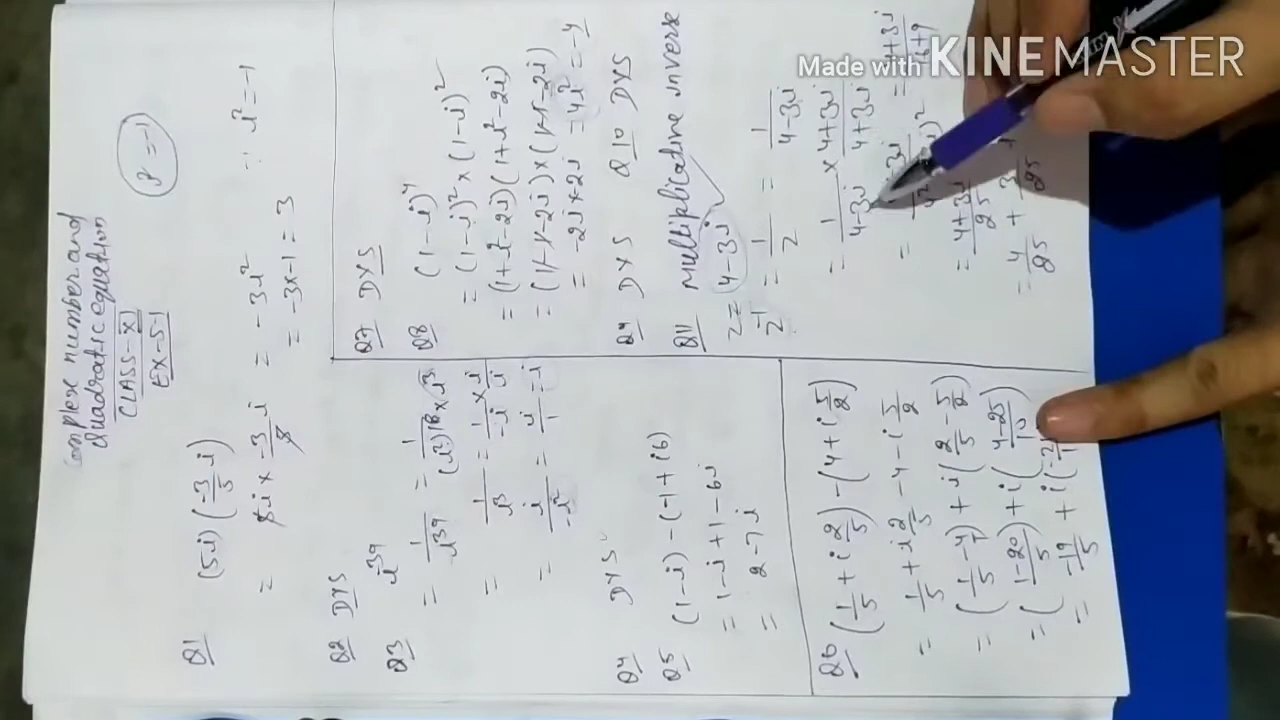 Complex number and
Quadratic equation
CLASS-XI
EX-5-1
i² = -1
Q1 (5i) (-3/5 i)
= 5i × -3/5 i = -3i² ∵ i² = -1
= -3x-1 = 3
Q2 DYS
Q3 i⁻³⁹
= 1/i³⁹ = 1/(i²)¹⁸ × i³
= 1/i³ = 1/-i × i/i
= i/-i² = i/1 = i
Q4 DYS
Q5 (1-i) - (-1+i6)
= 1-i+1-6i
= 2-7i
Q6 (1/5 + i 2/5) - (4 + i 5/2)
= 1/5 + i 2/5 - 4 - i 5/2
= (1/5 - 4) + i (2/5 - 5/2)
= (1-20/5) + i (4-25/10)
= -19/5 + i (
Q7 DYS
Q8 (1-i)⁴
= (1-i)² × (1-i)²
= (1+i²-2i) (1+i²-2i)
= (1-1-2i) × (1-1-2i)
= -2i × 2i = 4i² = -4
Q9 DYS Q10 DYS
Q11 Multiplicative inverse
z = 4-3i
z⁻¹ = 1/z = 1/4-3i
= 1/4-3i × 4+3i/4+3i
= 4+3i/25
= 4/25 + 3
25
Made with KINEMASTER